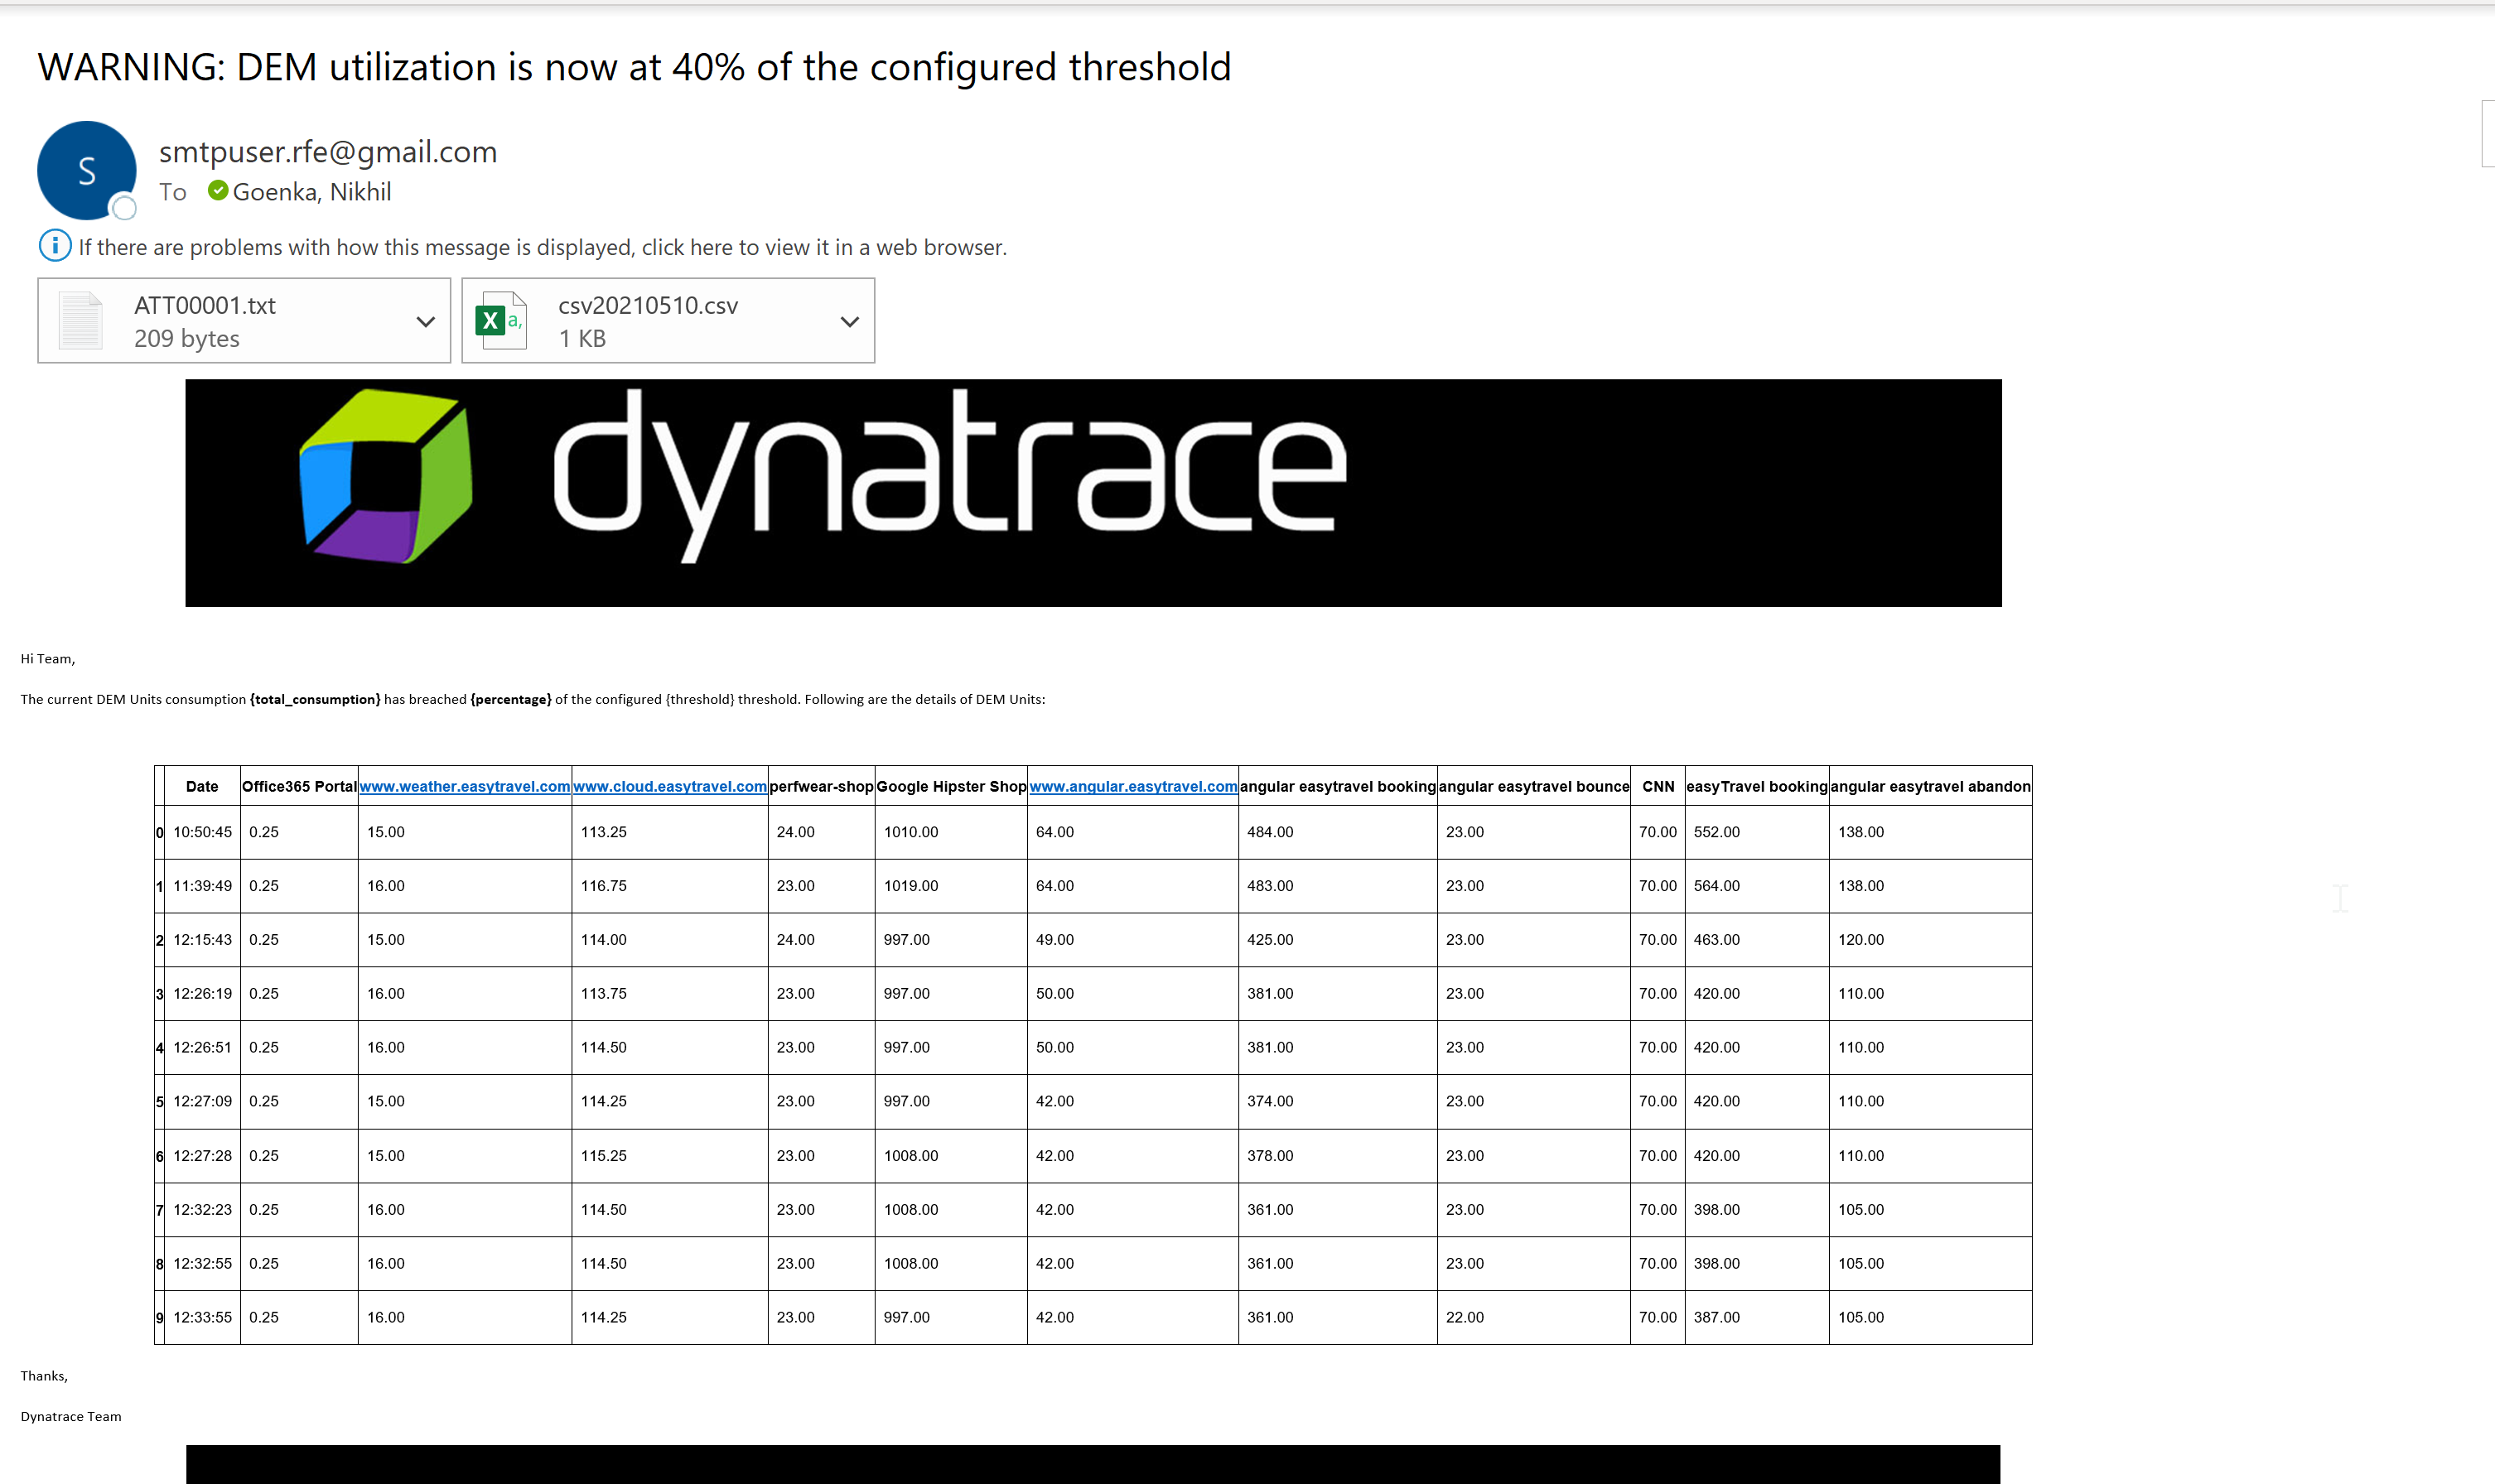 WARNING: DEM utilization is now at 40% of the configured threshold
S
smtpuser.rfe@gmail.com
To Goenka, Nikhil
If there are problems with how this message is displayed, click here to view it in a web browser.
ATT00001.txt
209 bytes
X a,
csv20210510.csv
1 KB
dynatrace
Hi Team,
The current DEM Units consumption {total_consumption} has breached {percentage} of the configured {threshold} threshold. Following are the details of DEM Units:
Date Office365 Portal www.weather.easytravel.com www.cloud.easytravel.com perfwear-shop Google Hipster Shop www.angular.easytravel.com angular easytravel booking angular easytravel bounce CNN easyTravel booking angular easytravel abandon
0 10:50:45 0.25 15.00 113.25 24.00 1010.00 64.00 484.00 23.00 70.00 552.00 138.00
1 11:39:49 0.25 16.00 116.75 23.00 1019.00 64.00 483.00 23.00 70.00 564.00 138.00
2 12:15:43 0.25 15.00 114.00 24.00 997.00 49.00 425.00 23.00 70.00 463.00 120.00
3 12:26:19 0.25 16.00 113.75 23.00 997.00 50.00 381.00 23.00 70.00 420.00 110.00
4 12:26:51 0.25 16.00 114.50 23.00 997.00 50.00 381.00 23.00 70.00 420.00 110.00
5 12:27:09 0.25 15.00 114.25 23.00 997.00 42.00 374.00 23.00 70.00 420.00 110.00
6 12:27:28 0.25 15.00 115.25 23.00 1008.00 42.00 378.00 23.00 70.00 420.00 110.00
7 12:32:23 0.25 16.00 114.50 23.00 1008.00 42.00 361.00 23.00 70.00 398.00 105.00
8 12:32:55 0.25 16.00 114.50 23.00 1008.00 42.00 361.00 23.00 70.00 398.00 105.00
9 12:33:55 0.25 16.00 114.25 23.00 997.00 42.00 361.00 22.00 70.00 387.00 105.00
Thanks,
Dynatrace Team